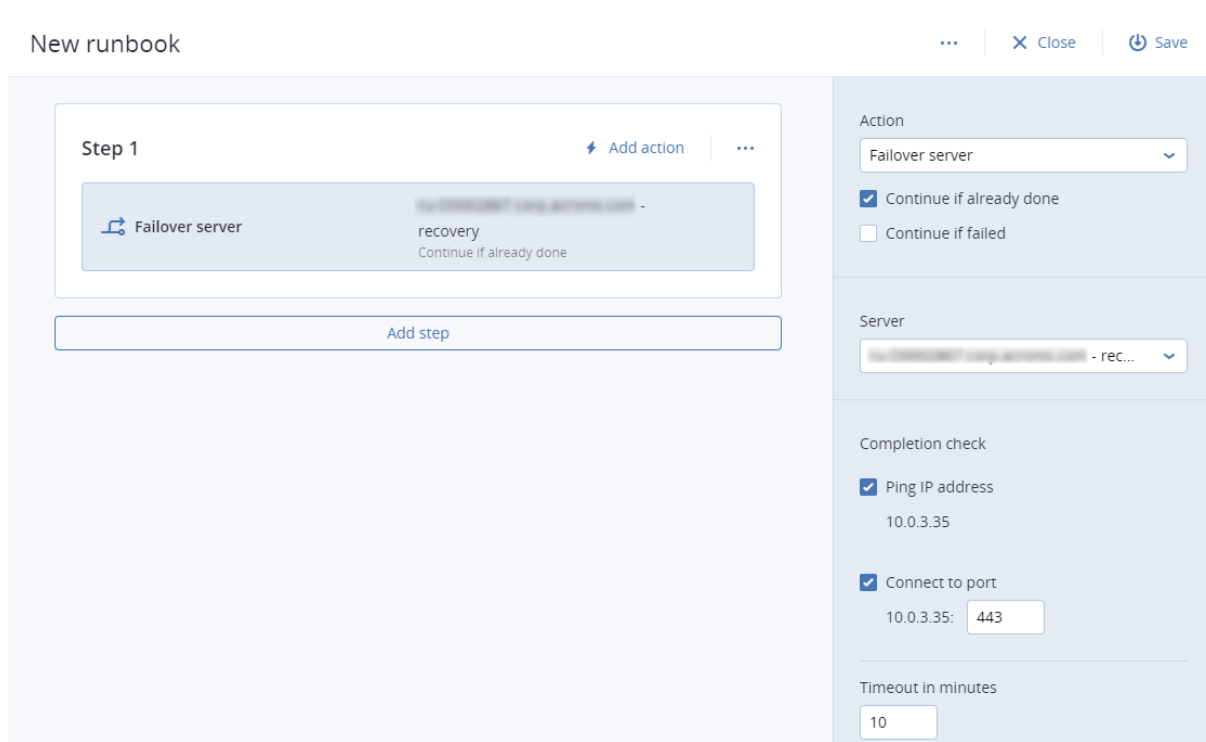 New runbook
... Close Save
Step 1 Add action ...
Failover server
-
recovery
Continue if already done
Add step
Action
Failover server
Continue if already done
Continue if failed
Server
- rec...
Completion check
Ping IP address
10.0.3.35
Connect to port
10.0.3.35: 443
Timeout in minutes
10